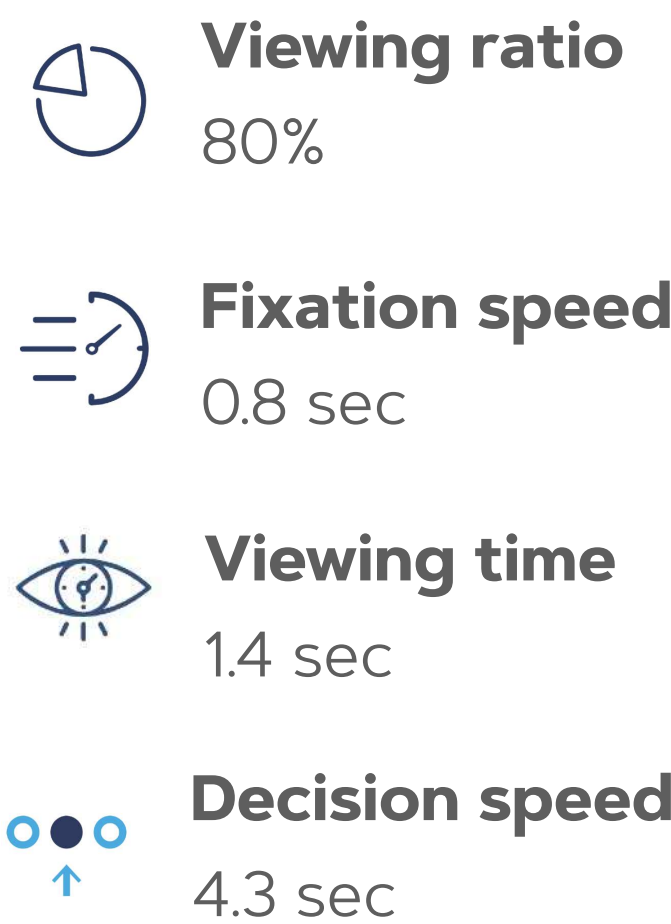 Viewing ratio
80%
Fixation speed
0.8 sec
Viewing time
1.4 sec
Decision speed
4.3 sec